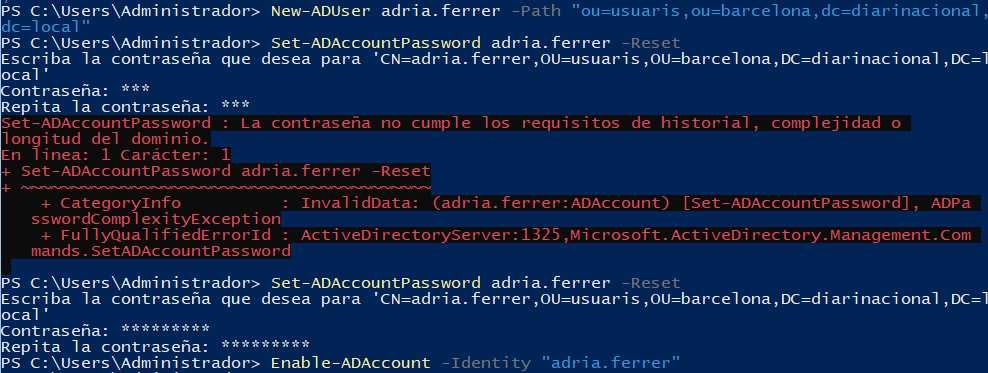 PS C:\Users\Administrador> New-ADUser adria.ferrer -Path "ou=usuaris,ou=barcelona,dc=diarinacional,
dc=local"
PS C:\Users\Administrador> Set-ADAccountPassword adria.ferrer -Reset
Escriba la contraseña que desea para 'CN=adria.ferrer,OU=usuaris,OU=barcelona,DC=diarinacional,DC=l
ocal'
Contraseña: ***
Repita la contraseña: ***
Set-ADAccountPassword : La contraseña no cumple los requisitos de historial, complejidad o
longitud del dominio.
En línea: 1 Carácter: 1
+ Set-ADAccountPassword adria.ferrer -Reset
+ ~~~~~~~~~~~~~~~~~~~~~~~~~~~~~~~~~~~~~~~~~
+ CategoryInfo          : InvalidData: (adria.ferrer:ADAccount) [Set-ADAccountPassword], ADPa
sswordComplexityException
+ FullyQualifiedErrorId : ActiveDirectoryServer:1325,Microsoft.ActiveDirectory.Management.Com
mands.SetADAccountPassword
PS C:\Users\Administrador> Set-ADAccountPassword adria.ferrer -Reset
Escriba la contraseña que desea para 'CN=adria.ferrer,OU=usuaris,OU=barcelona,DC=diarinacional,DC=l
ocal'
Contraseña: *********
Repita la contraseña: *********
PS C:\Users\Administrador> Enable-ADAccount -Identity "adria.ferrer"